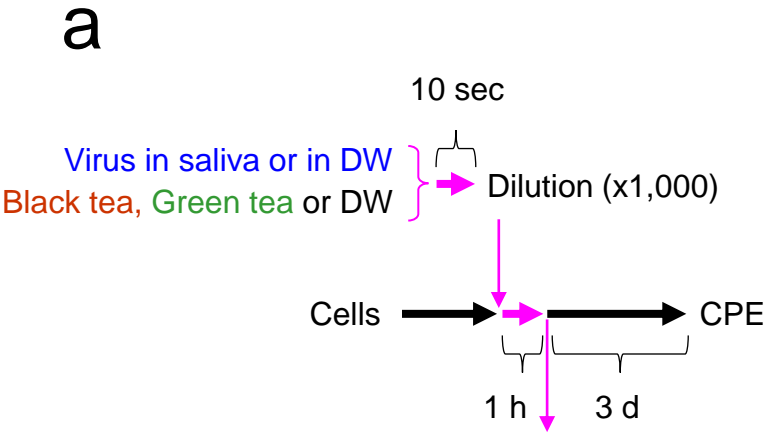 a
10 sec
Virus in saliva or in DW
Black tea, Green tea or DW
Dilution (x1,000)
Cells
CPE
1 h
3 d